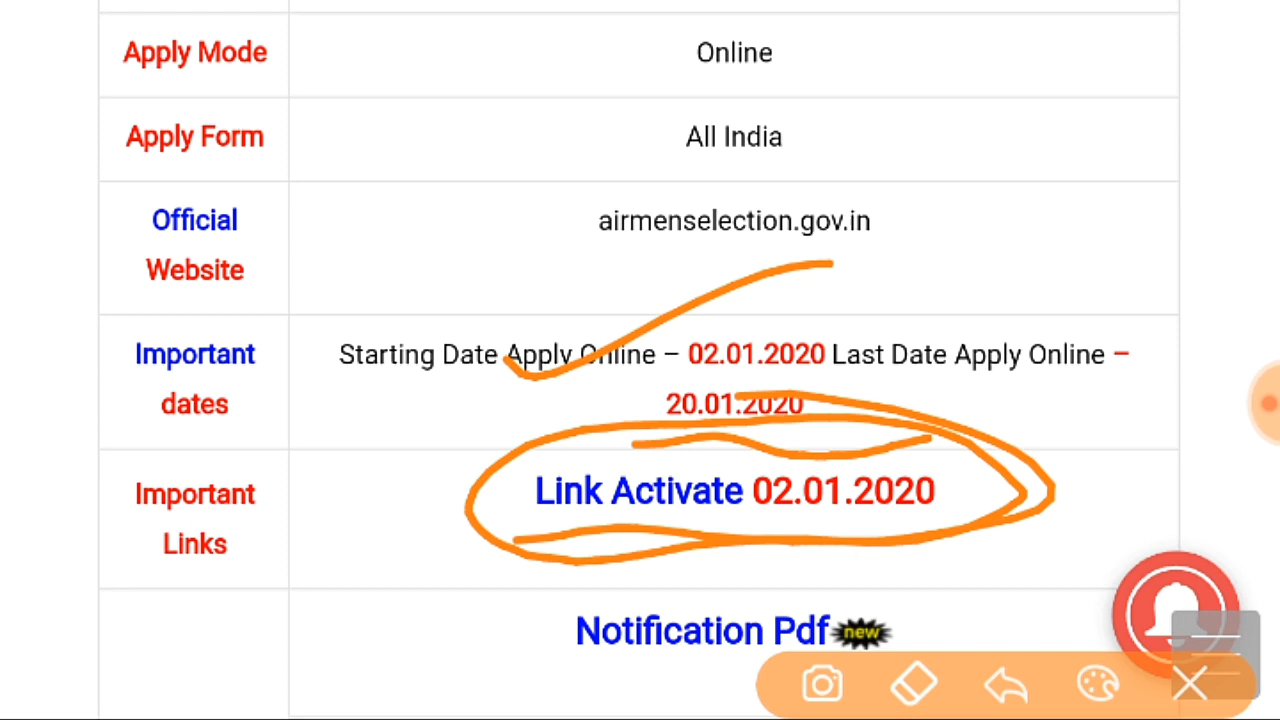 Apply Mode
Online
Apply Form
All India
Official
Website
airmenselection.gov.in
Important
dates
Starting Date Apply Online – 02.01.2020 Last Date Apply Online –
20.01.2020
Important
Links
Link Activate 02.01.2020
Notification Pdf new